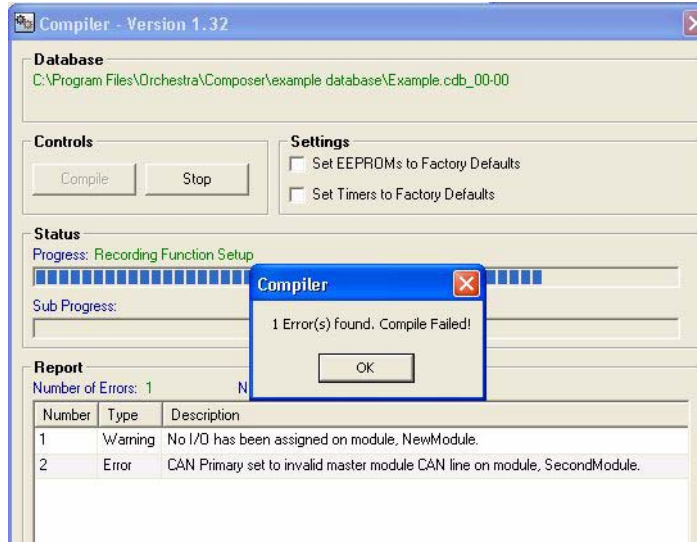 Compiler - Version 1.32
Database
C:\Program Files\Orchestra\Composer\example database\Example.cdb_00-00
Controls
Compile
Stop
Settings
Set EEPROMs to Factory Defaults
Set Timers to Factory Defaults
Status
Progress: Recording Function Setup
Sub Progress:
Compiler
1 Error(s) found. Compile Failed!
OK
Report
Number of Errors: 1
Number Type Description
1 Warning No I/O has been assigned on module, NewModule.
2 Error CAN Primary set to invalid master module CAN line on module, SecondModule.